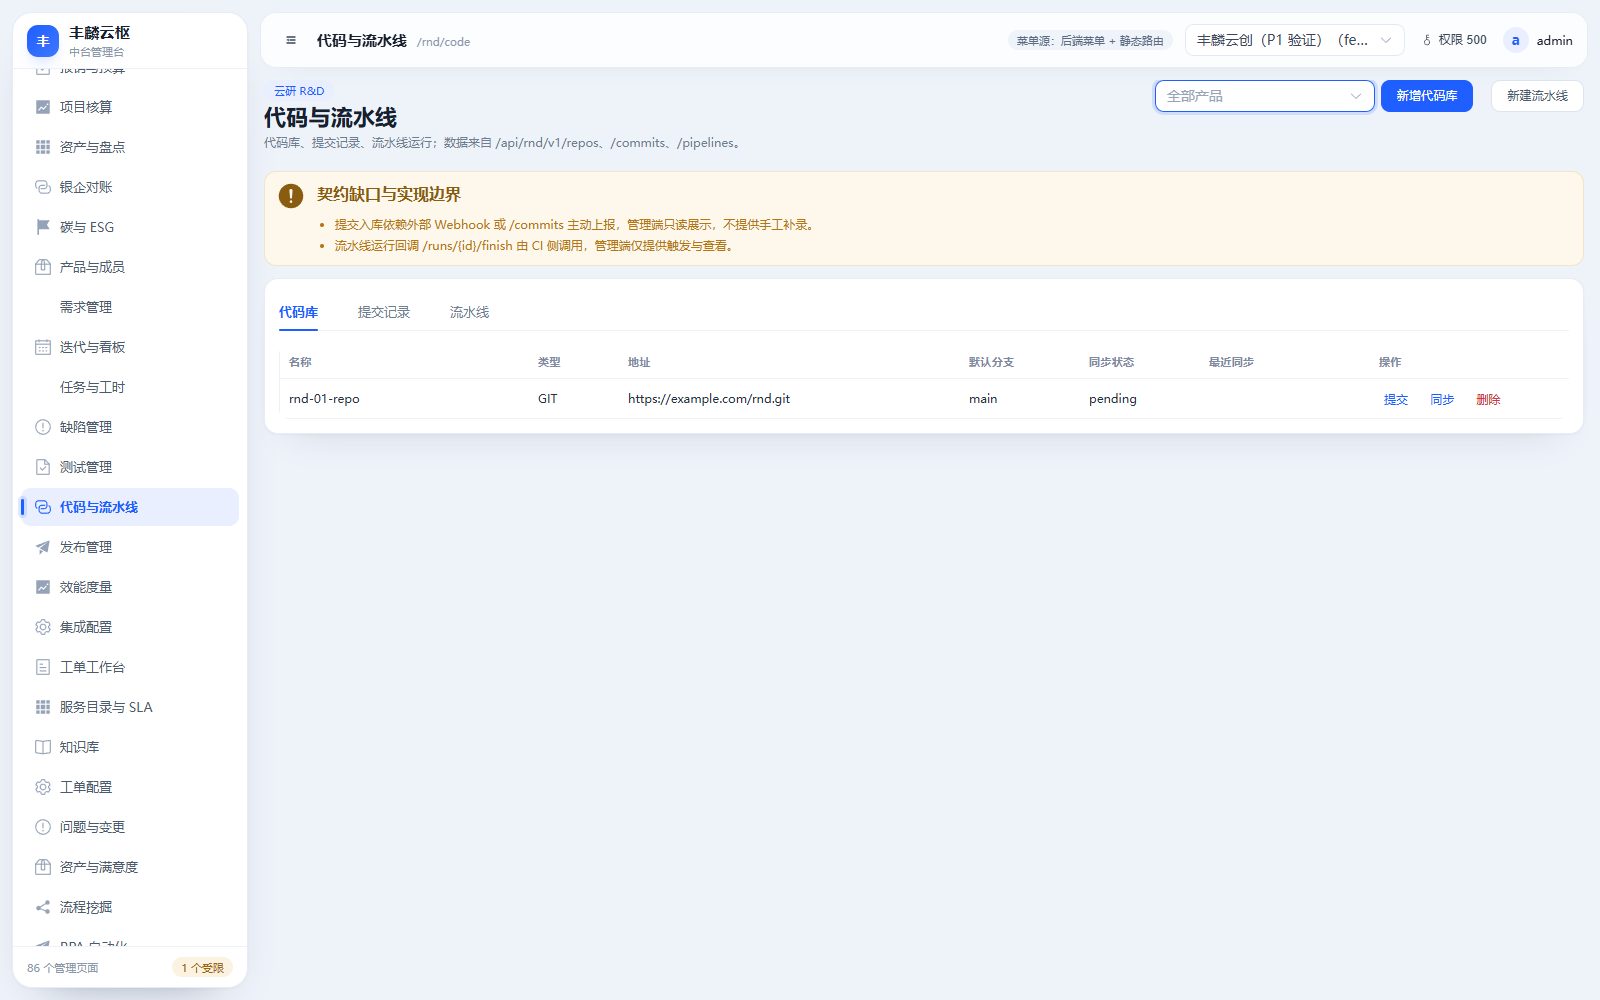 丰
丰麟云枢
中台管理台
报销与预算
项目核算
资产与盘点
银企对账
碳与 ESG
产品与成员
需求管理
迭代与看板
任务与工时
缺陷管理
测试管理
代码与流水线
发布管理
效能度量
集成配置
工单工作台
服务目录与 SLA
知识库
工单配置
问题与变更
资产与满意度
流程挖掘
RPA 自动化
86 个管理页面
1 个受限
代码与流水线 /rnd/code
菜单源：后端菜单 + 静态路由
丰麟云创（P1 验证）（fe...
权限 500
a
admin
云研 R&D
代码与流水线
代码库、提交记录、流水线运行；数据来自 /api/rnd/v1/repos、/commits、/pipelines。
全部产品
新增代码库
新建流水线
契约缺口与实现边界
提交入库依赖外部 Webhook 或 /commits 主动上报，管理端只读展示，不提供手工补录。
流水线运行回调 /runs/{id}/finish 由 CI 侧调用，管理端仅提供触发与查看。
代码库 提交记录 流水线
名称 类型 地址 默认分支 同步状态 最近同步 操作
rnd-01-repo GIT https://example.com/rnd.git main pending 提交 同步 删除